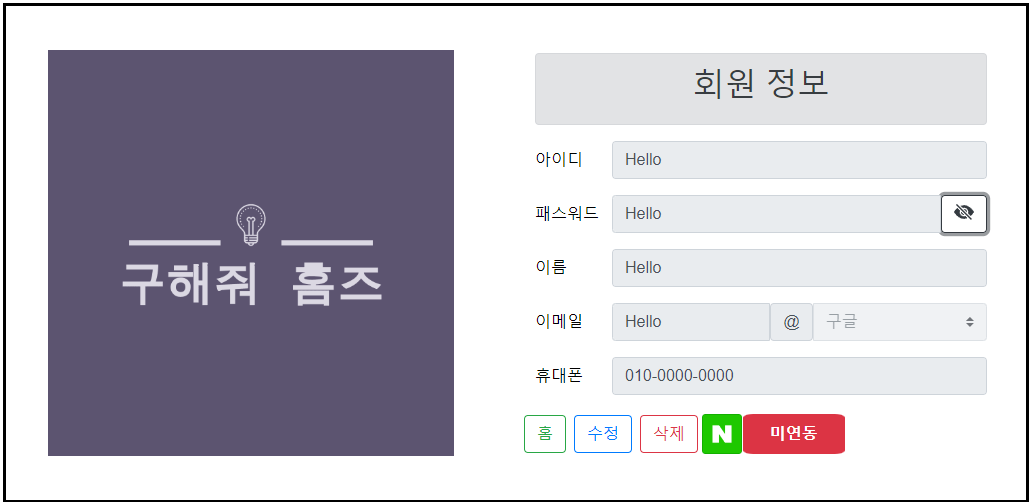 구해줘 홈즈
회원 정보
아이디 Hello
패스워드 Hello
이름 Hello
이메일 Hello @ 구글
휴대폰 010-0000-0000
홈 수정 삭제 N 미연동